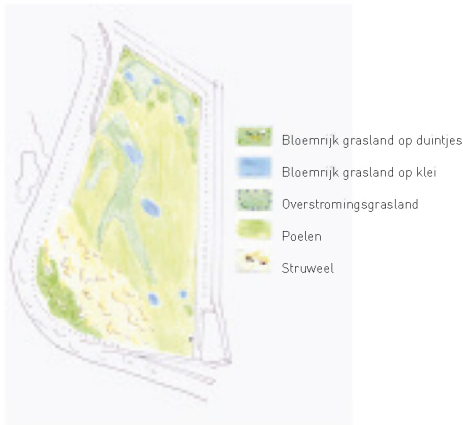 Bloemrijk grasland op duintjes
Bloemrijk grasland op klei
Overstromingsgrasland
Poelen
Struweel